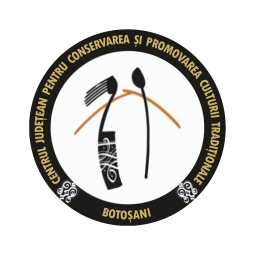 CENTRUL JUDEȚEAN PENTRU CONSERVAREA ȘI PROMOVAREA CULTURII TRADIȚIONALE
BOTOȘANI